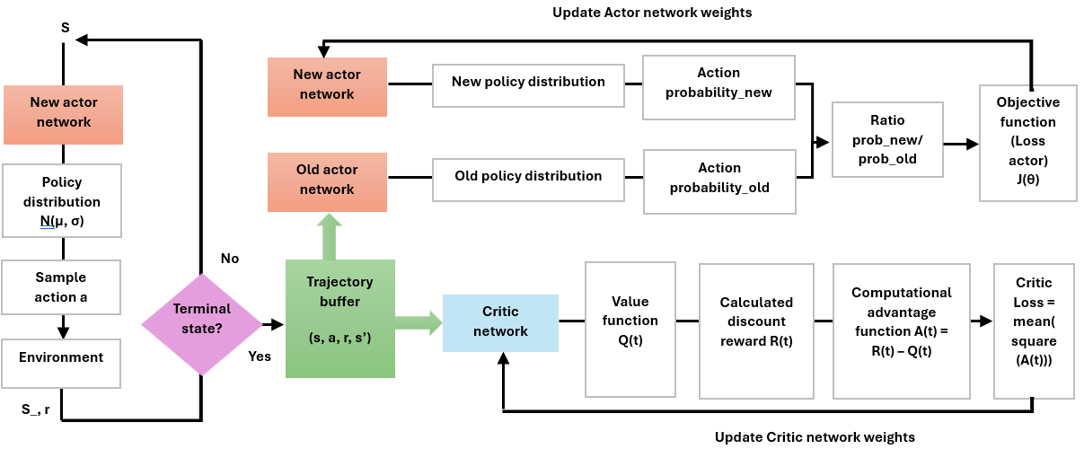 Update Actor network weights
S
New actor
network
Policy
distribution
N(μ, σ)
Sample
action a
Environment
S_, r
No
Terminal
state?
Yes
New actor
network
New policy distribution
Action
probability_new
Old actor
network
Old policy distribution
Action
probability_old
Ratio
prob_new/
prob_old
Objective
function
(Loss
actor)
J(θ)
Trajectory
buffer
(s, a, r, s’)
Critic
network
Value
function
Q(t)
Calculated
discount
reward R(t)
Computational
advantage
function A(t) =
R(t) – Q(t)
Critic
Loss =
mean(
square
(A(t)))
Update Critic network weights